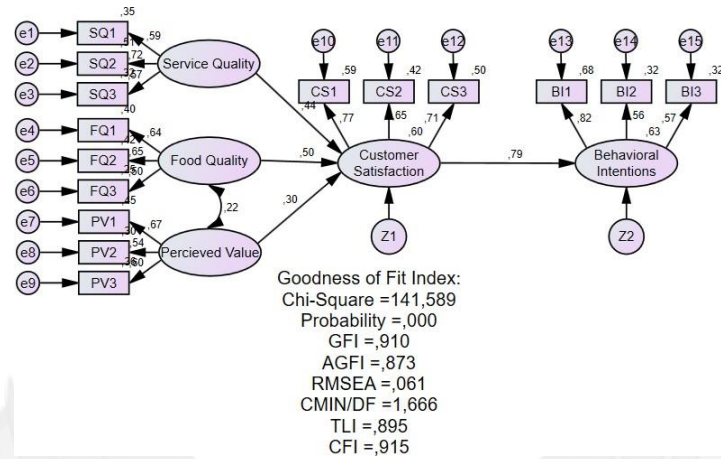 ,35
e1 SQ1 ,59
,51
e2 SQ2 ,72
Service Quality
e3 SQ3 ,57
,40
e4 FQ1 ,64
e5 FQ2 ,65
Food Quality
e6 FQ3
,45
e7 PV1 ,67
e8 PV2 ,54
Percieved Value
e9 PV3 ,60
,22
,44
,50
,30
e10 e11 e12
,59 ,42 ,50
CS1 CS2 CS3
,77 ,65 ,71
,60
Customer
Satisfaction
Z1
,79
e13 e14 e15
,68 ,32 ,32
BI1 BI2 BI3
,82 ,56 ,57
,63
Behavioral
Intentions
Z2
Goodness of Fit Index:
Chi-Square =141,589
Probability =,000
GFI =,910
AGFI =,873
RMSEA =,061
CMIN/DF =1,666
TLI =,895
CFI =,915